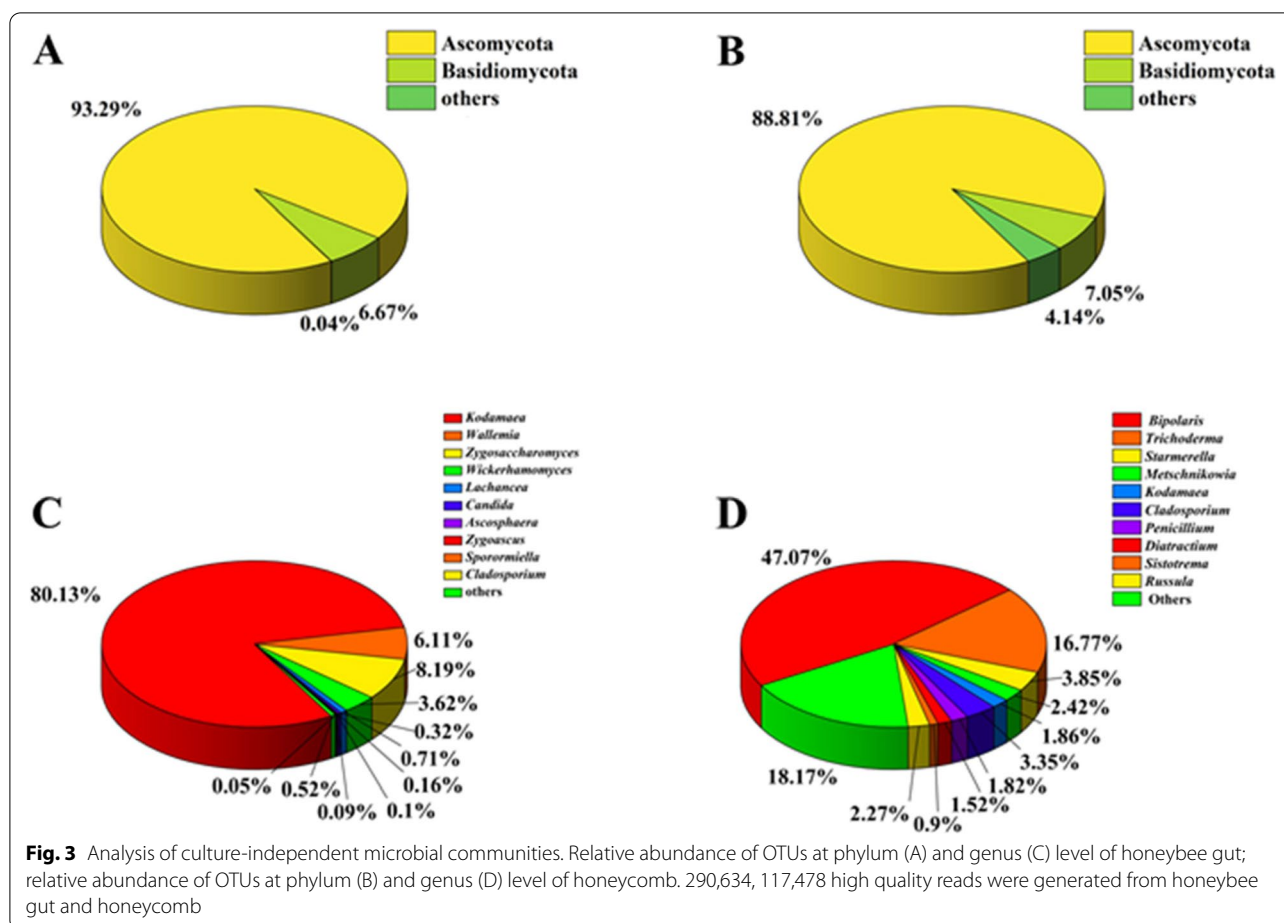 A
Ascomycota
Basidiomycota
others
93.29%
0.04%
6.67%
B
Ascomycota
Basidiomycota
others
88.81%
7.05%
4.14%
C
Kodamaea
Wallemia
Zygosaccharomyces
Wickerhamomyces
Lachancea
Candida
Ascosphaera
Zygoascus
Sporormiella
Cladosporium
others
80.13%
6.11%
8.19%
3.62%
0.32%
0.71%
0.16%
0.1%
0.09%
0.52%
0.05%
D
Bipolaris
Trichoderma
Starmerella
Metschnikowia
Kodamaea
Cladosporium
Penicillium
Diatractium
Sistotrema
Russula
Others
47.07%
16.77%
3.85%
2.42%
1.86%
3.35%
1.82%
1.52%
0.9%
2.27%
18.17%
Fig. 3 Analysis of culture-independent microbial communities. Relative abundance of OTUs at phylum (A) and genus (C) level of honeybee gut;
relative abundance of OTUs at phylum (B) and genus (D) level of honeycomb. 290,634, 117,478 high quality reads were generated from honeybee
gut and honeycomb